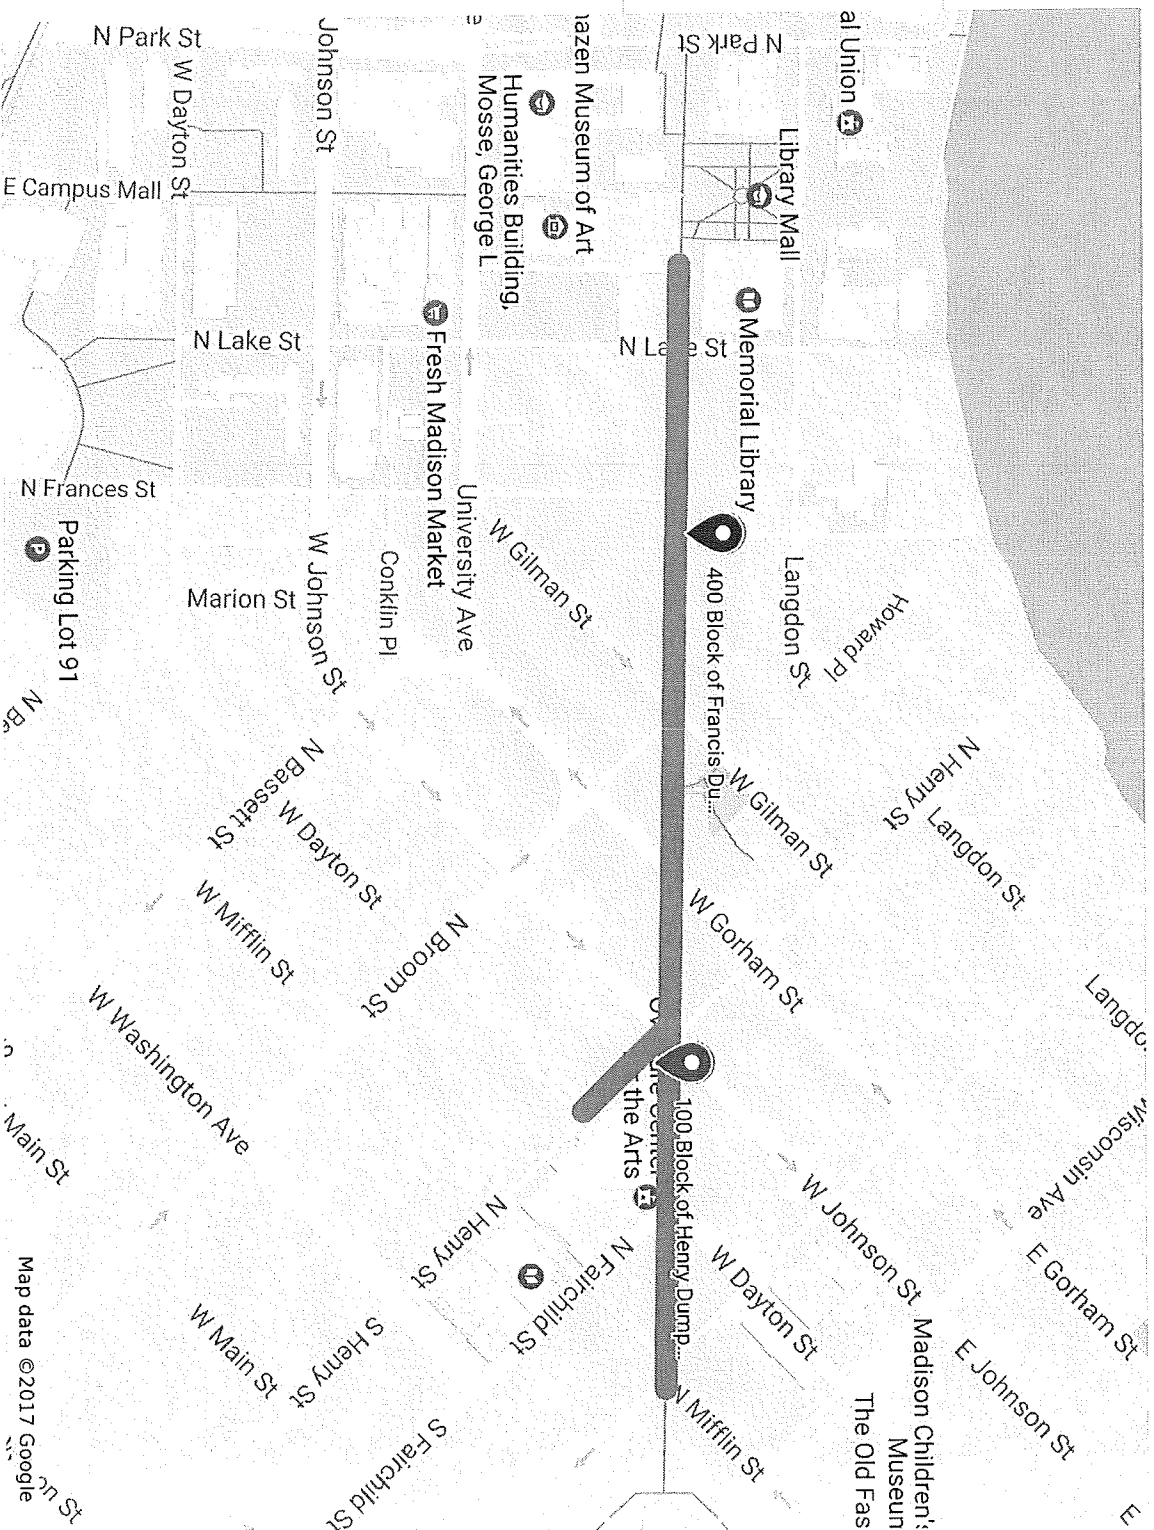 N Park St
W Dayton St
Johnson St
azen Museum of Art
N Park St
al Union
Humanities Building,
Mosse, George L
Library Mall
E Campus Mall
N Lake St
Fresh Madison Market
Memorial Library
N Frances St
Parking Lot 91
P
University Ave
W Gilman St
W Johnson St
Conklin Pl
Marion St
400 Block of Francis Du...
Langdon St
Howard Pl
N Bassett St
W Dayton St
W Gilman St
N Henry St
Langdon St
W Mifflin St
N Broom St
W Gorham St
W Washington Ave
the Arts
100 Block of Henry Dump...
Langdo
Wisconsin Ave
Main St
N Henry St
N Fairchild St
W Dayton St
W Johnson St
E Gorham St
W Main St
S Henry St
N Mifflin St
E Johnson St
Madison Children's
Museun
The Old Fas
S Fairchild St
on St
E
Map data ©2017 Google